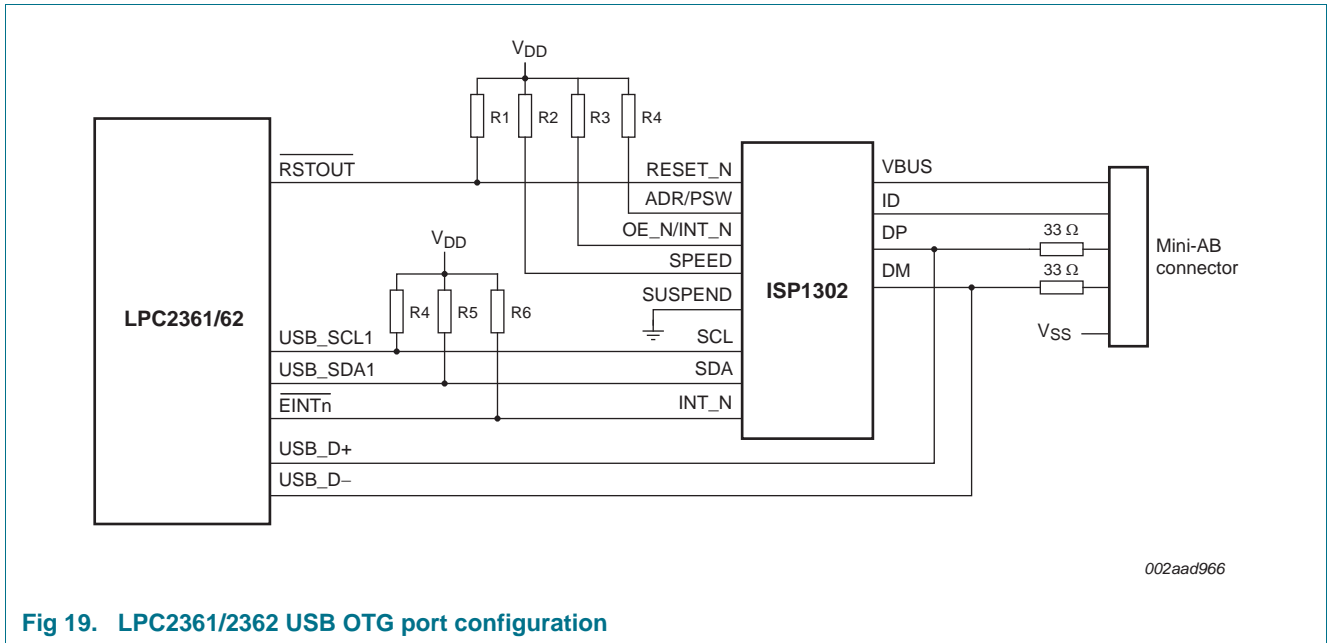 VDD
R1 R2 R3 R4
RSTOUT
RESET_N
VBUS
ADR/PSW
ID
OE_N/INT_N
DP
33 Ω
VDD
SPEED
DM
33 Ω
Mini-AB
connector
SUSPEND
ISP1302
LPC2361/62
R4 R5 R6
VSS
USB_SCL1
SCL
USB_SDA1
SDA
EINTn
INT_N
USB_D+
USB_D−
002aad966
Fig 19. LPC2361/2362 USB OTG port configuration